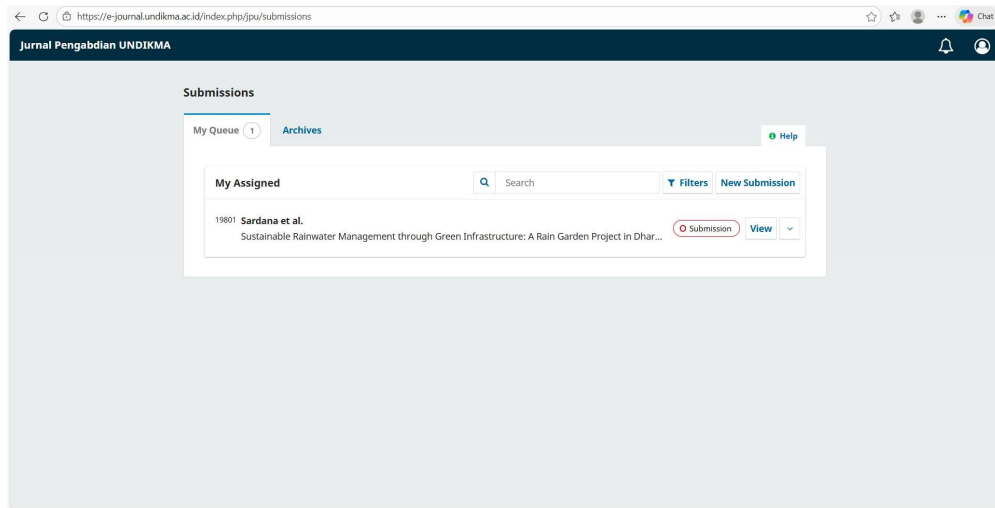 https://e-journal.undikma.ac.id/index.php/jpu/submissions
Chat
Jurnal Pengabdian UNDIKMA
Submissions
My Queue 1
Archives
Help
My Assigned
Search
Filters
New Submission
19801 Sardana et al.
Sustainable Rainwater Management through Green Infrastructure: A Rain Garden Project in Dhar...
Submission
View